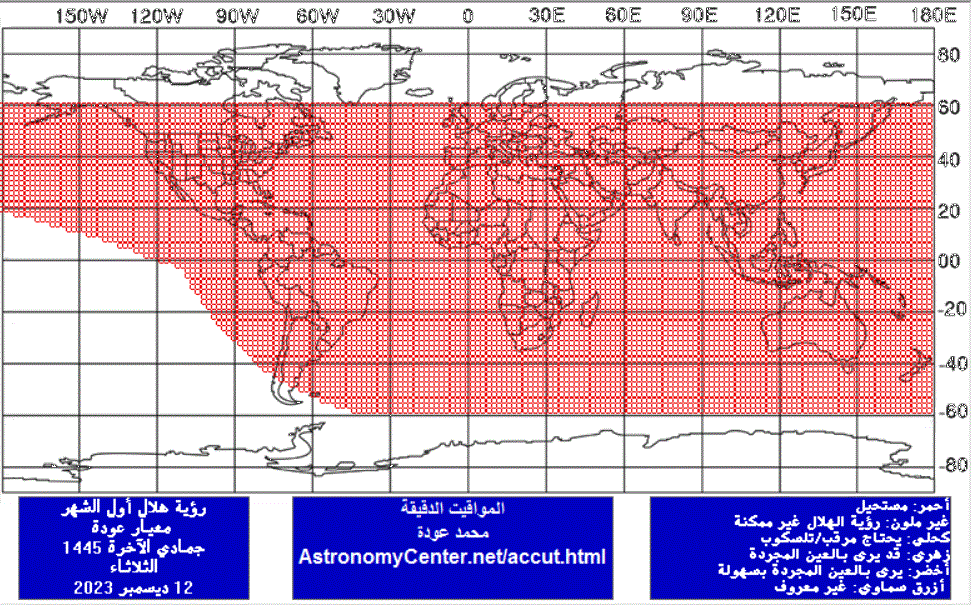 150W 120W 90W 60W 30W 0 30E 60E 90E 120E 150E 180E
80
60
40
20
00
-20
-40
-60
-80
رؤية هلال أول الشهر
معيار عودة
جمادي الآخرة 1445
الثلاثاء
12 ديسمبر 2023
المواقيت الدقيقة
محمد عودة
AstronomyCenter.net/accut.html
أحمر: مستحيل
غير ملون: رؤية الهلال غير ممكنة
كحلي: يحتاج مرقب/تلسكوب
زهري: قد يرى بالعين المجردة
أخضر: يرى بالعين المجردة بسهولة
أزرق سماوي: غير معروف